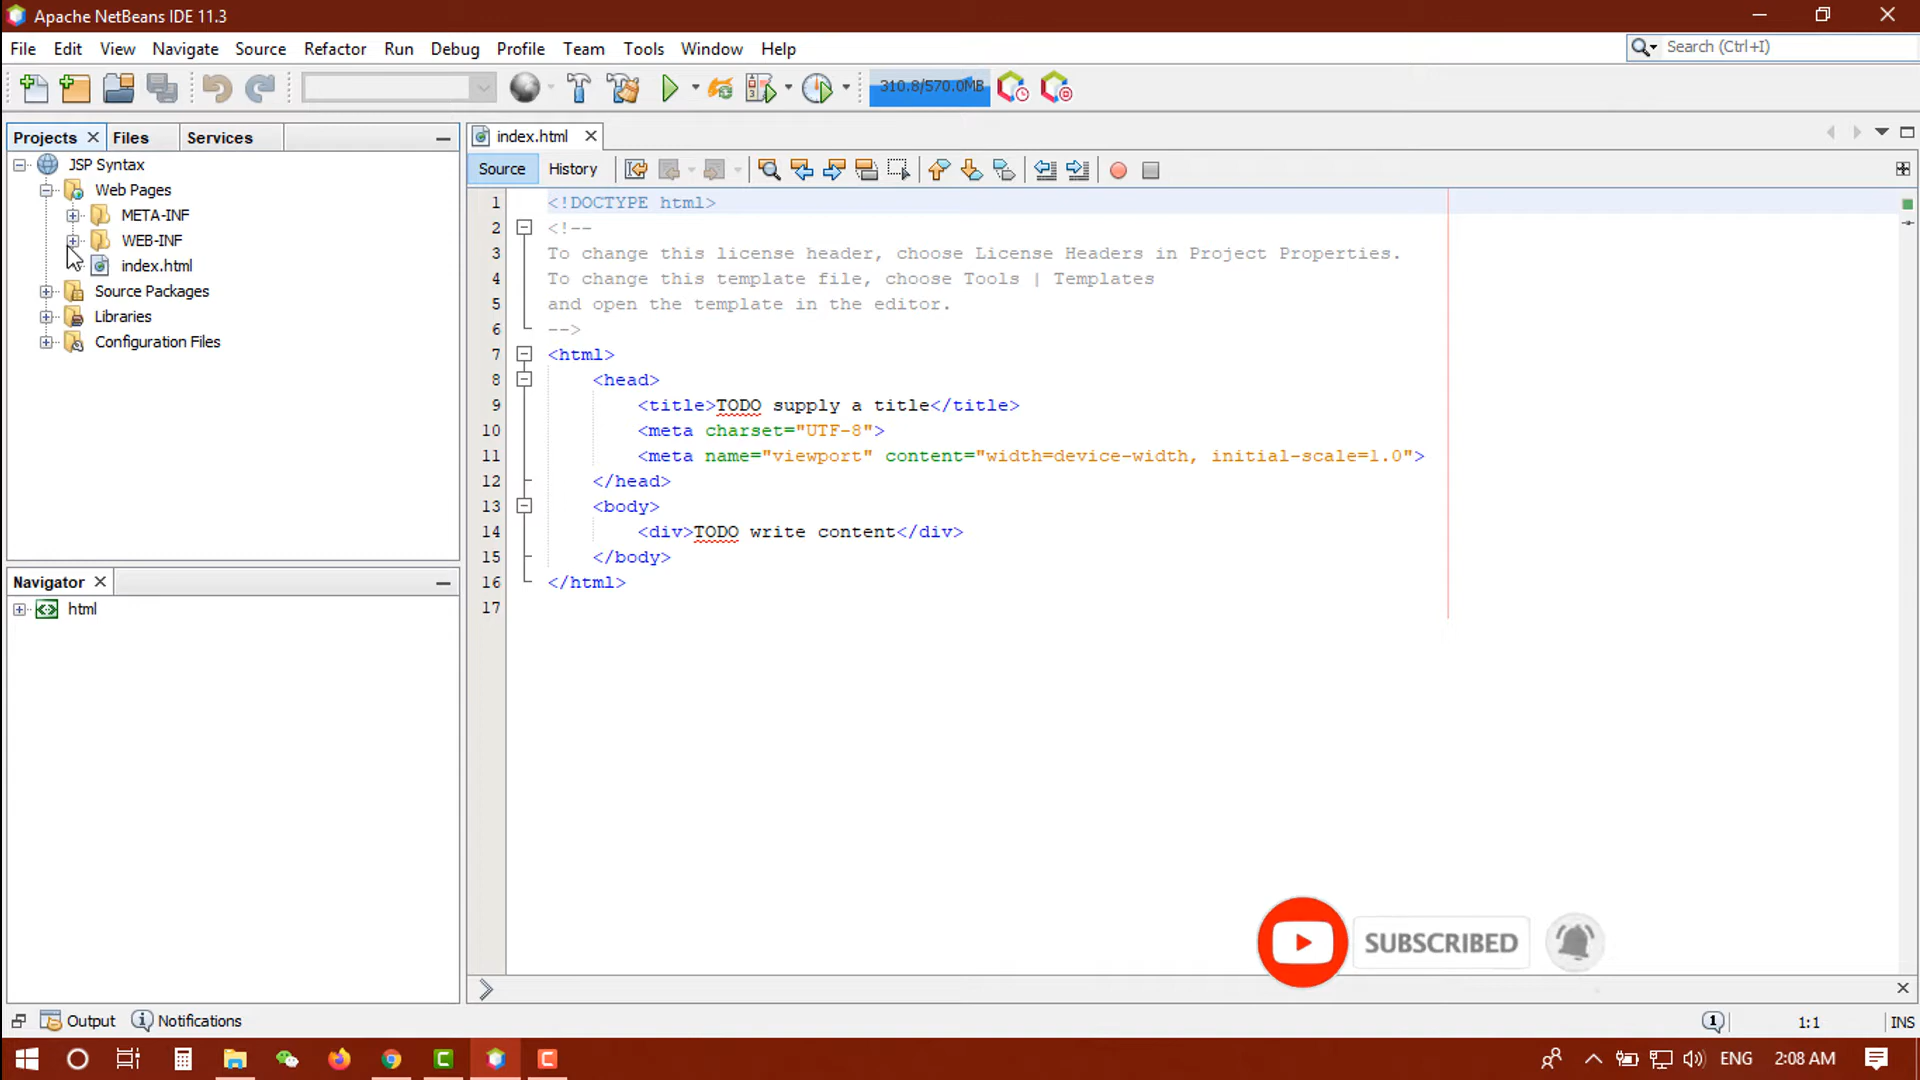 Apache NetBeans IDE 11.3
File Edit View Navigate Source Refactor Run Debug Profile Team Tools Window Help
Search (Ctrl+I)
310.8/570.0MB
Projects Files Services
index.html
JSP Syntax
Source History
Web Pages
META-INF
WEB-INF
index.html
Source Packages
Libraries
Configuration Files
1 <!DOCTYPE html>
2 <!--
3 To change this license header, choose License Headers in Project Properties.
4 To change this template file, choose Tools | Templates
5 and open the template in the editor.
6 -->
7 <html>
8 <head>
9 <title>TODO supply a title</title>
10 <meta charset="UTF-8">
11 <meta name="viewport" content="width=device-width, initial-scale=1.0">
12 </head>
13 <body>
14 <div>TODO write content</div>
15 </body>
16 </html>
17
Navigator
html
SUBSCRIBED
Output Notifications
1
1:1
INS
ENG
2:08 AM